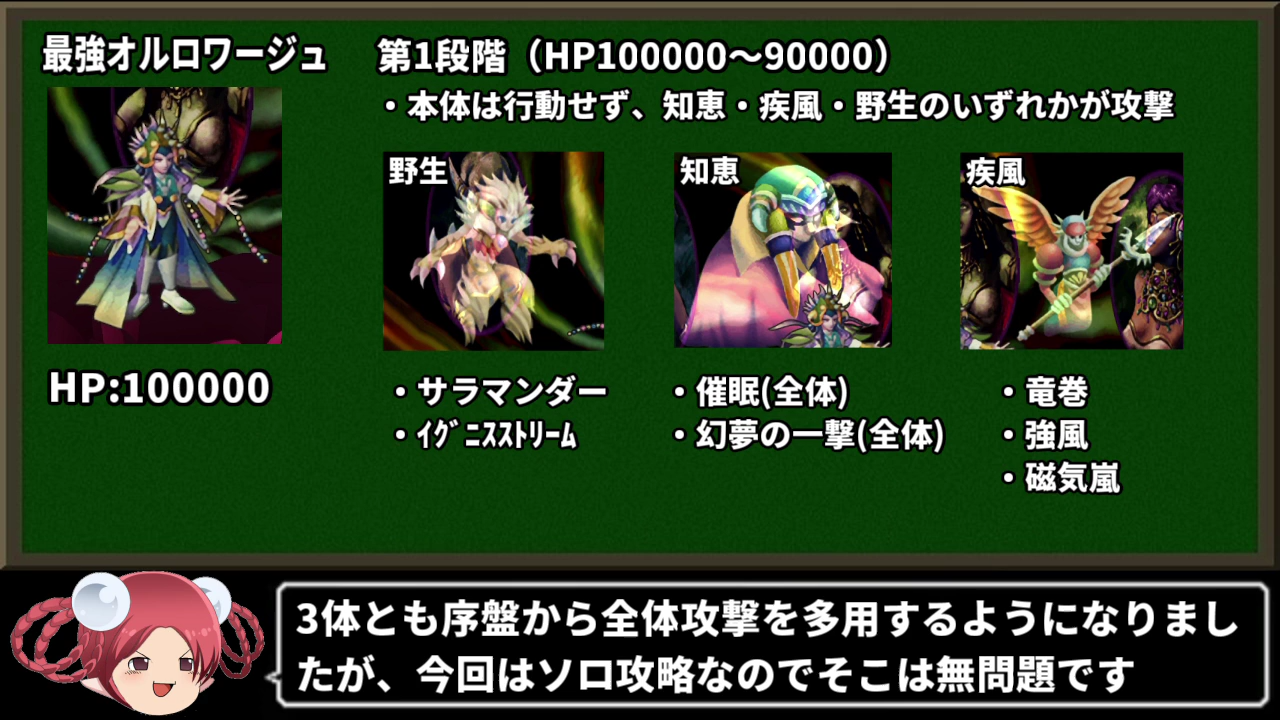 最強オルロワージュ
第1段階（HP100000～90000）
・本体は行動せず、知恵・疾風・野生のいずれかが攻撃
野生
知恵
疾風
HP:100000
・サラマンダー
・ｲｸﾞﾆｽｽﾄﾘｰﾑ
・催眠(全体)
・幻夢の一撃(全体)
・竜巻
・強風
・磁気嵐
3体とも序盤から全体攻撃を多用するようになりまし
たが、今回はソロ攻略なのでそこは無問題です